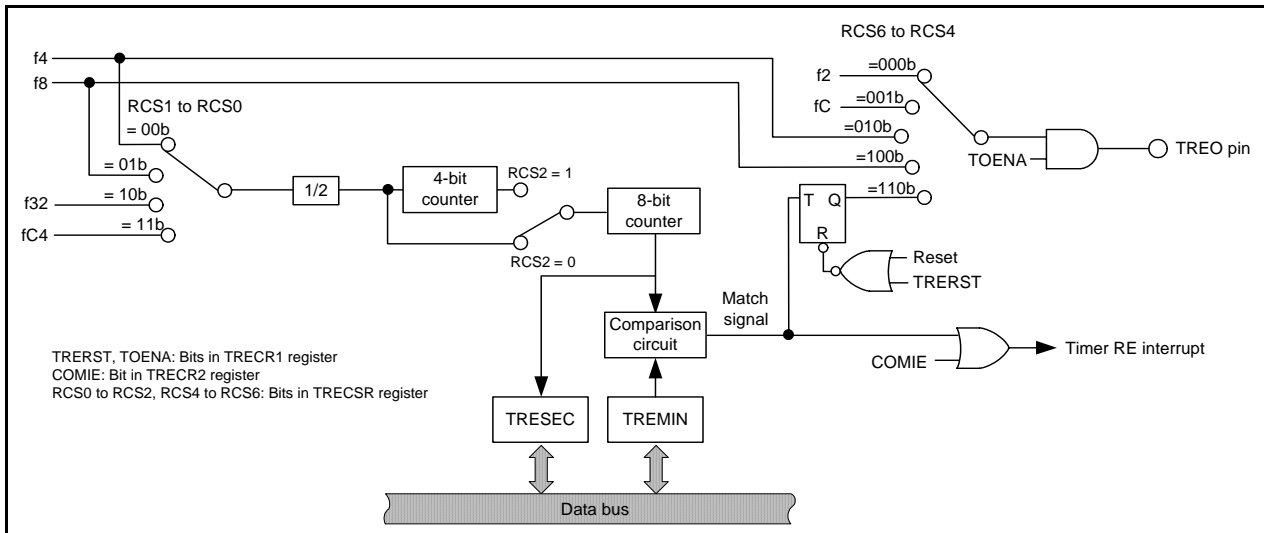 RCS6 to RCS4
f4
f8
f2
=000b
fC
=001b
=010b
=100b
=110b
TOENA
TREO pin
RCS1 to RCS0
= 00b
= 01b
f32
= 10b
fC4
= 11b
1/2
4-bit
counter
RCS2 = 1
RCS2 = 0
8-bit
counter
T Q
R
Reset
TRERST
Match
signal
Comparison
circuit
COMIE
Timer RE interrupt
TRERST, TOENA: Bits in TRECR1 register
COMIE: Bit in TRECR2 register
RCS0 to RCS2, RCS4 to RCS6: Bits in TRECSR register
TRESEC
TREMIN
Data bus